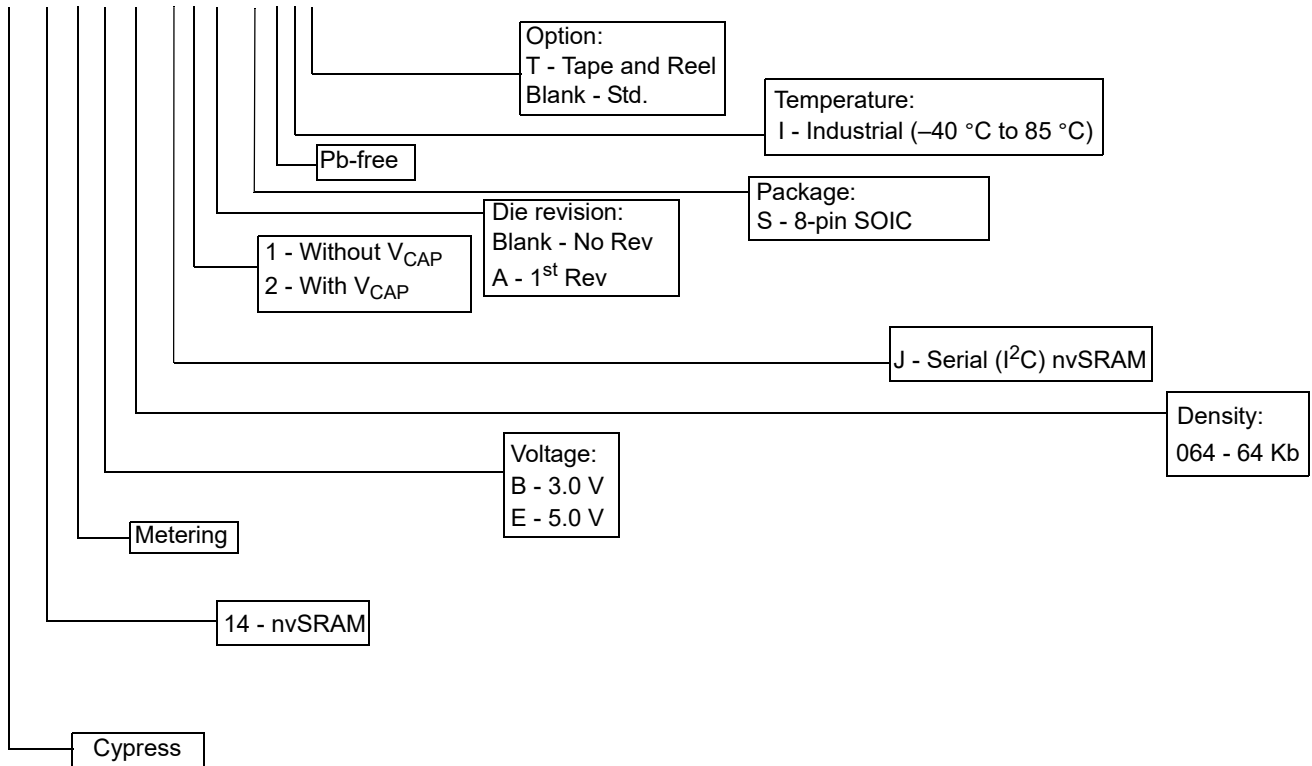 Option:
T - Tape and Reel
Blank - Std.
Temperature:
I - Industrial (–40 °C to 85 °C)
Pb-free
Package:
S - 8-pin SOIC
Die revision:
Blank - No Rev
A - 1st Rev
1 - Without VCAP
2 - With VCAP
J - Serial (I2C) nvSRAM
Density:
064 - 64 Kb
Voltage:
B - 3.0 V
E - 5.0 V
Metering
14 - nvSRAM
Cypress